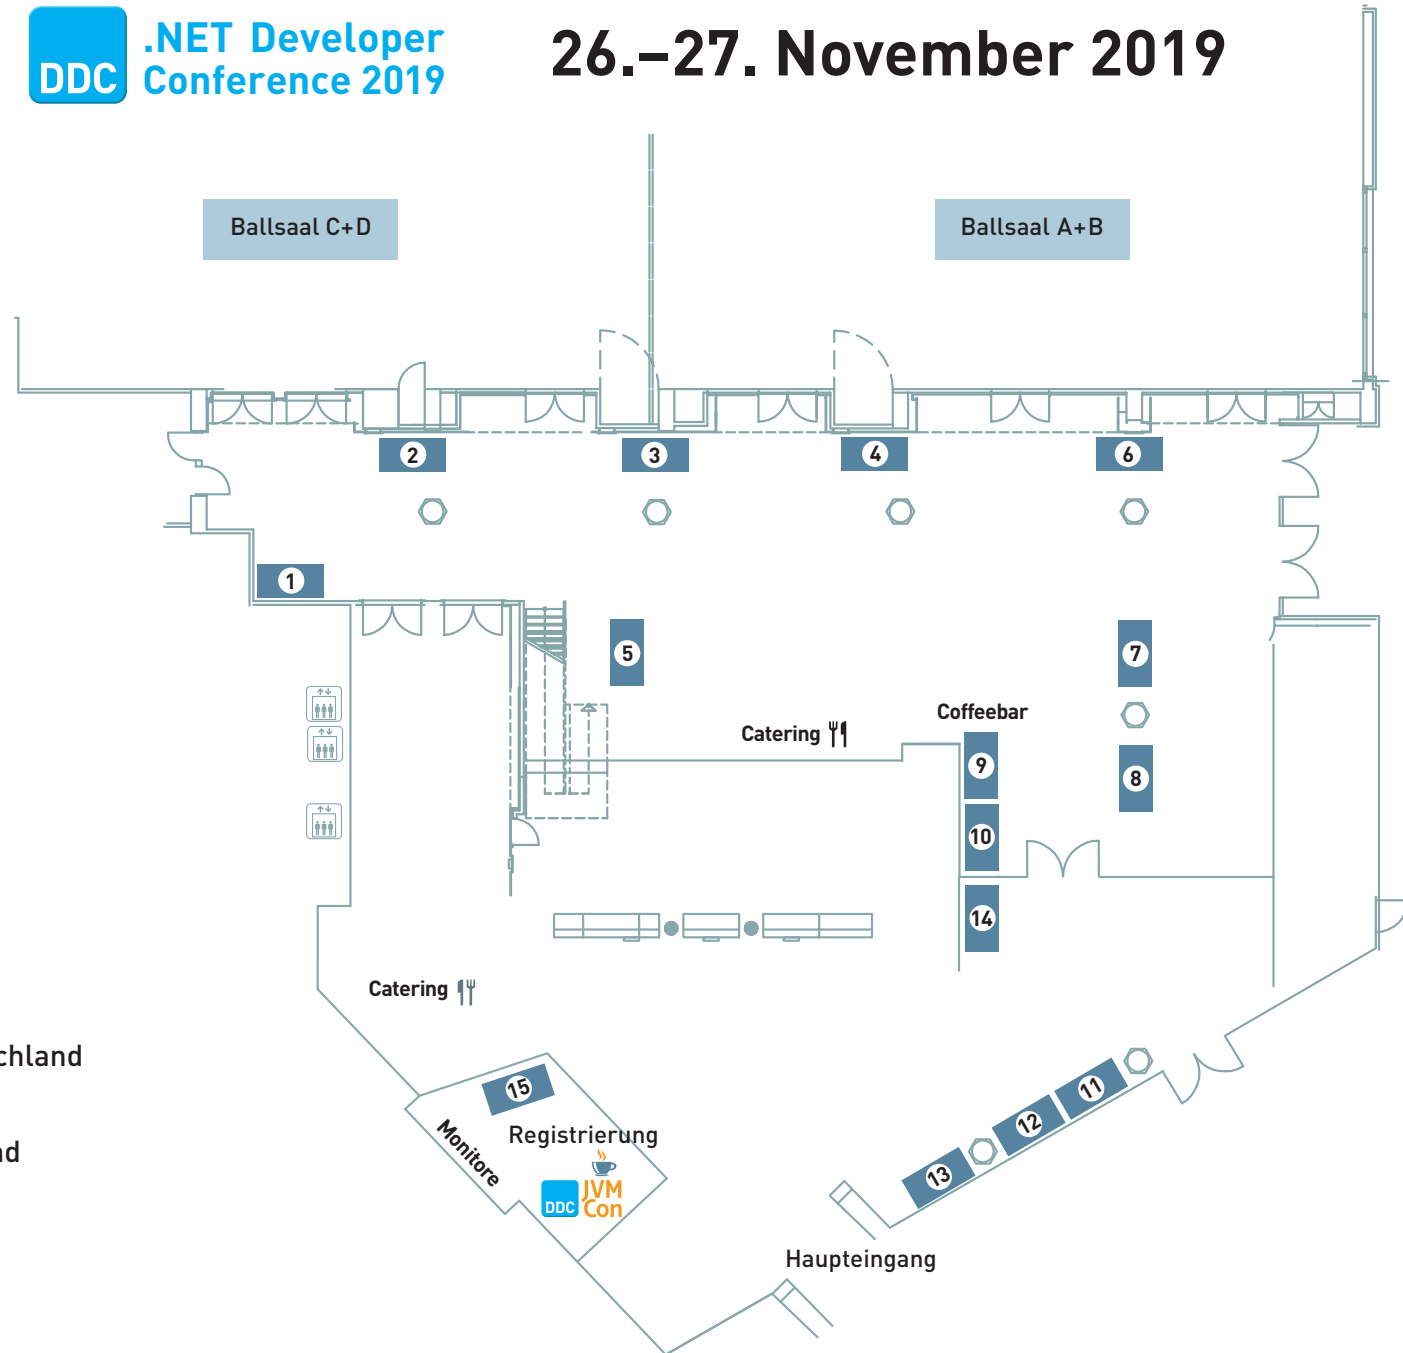 DDC
.NET Developer
Conference 2019
26.–27. November 2019
Ballsaal C+D
Ballsaal A+B
2
3
4
6
1
5
7
Coffeebar
Catering
9
8
10
14
Catering
chland
15
11
Monitore
Registrierung
12
nd
13
DDC
JVM
Con
Haupteingang